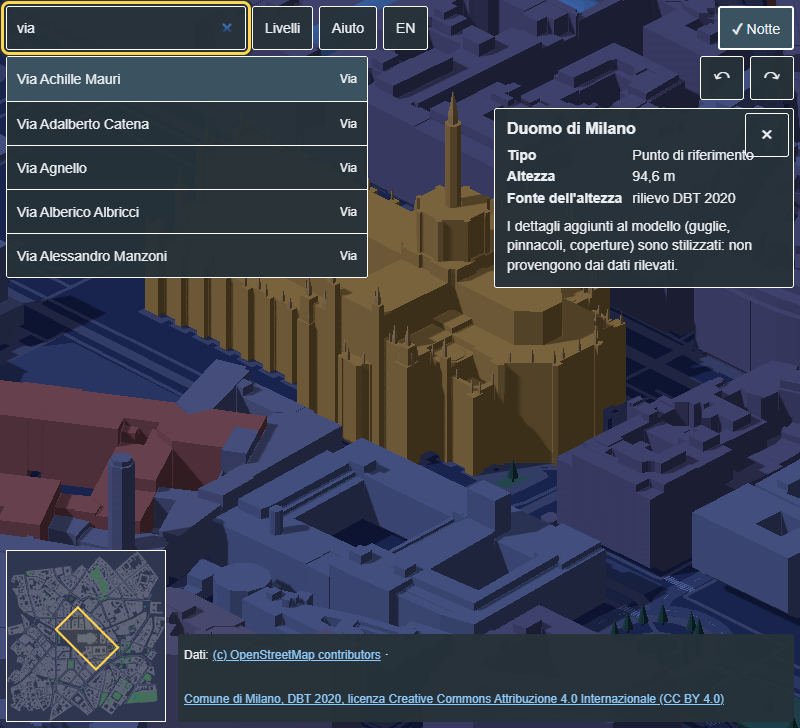 via
Livelli
Aiuto
EN
✓ Notte
Via Achille Mauri Via
Via Adalberto Catena Via
Via Agnello Via
Via Alberico Albricci Via
Via Alessandro Manzoni Via
Duomo di Milano
Tipo Punto di riferimento
Altezza 94,6 m
Fonte dell'altezza rilievo DBT 2020
I dettagli aggiunti al modello (guglie,
pinnacoli, coperture) sono stilizzati: non
provengono dai dati rilevati.
Dati: (c) OpenStreetMap contributors -
Comune di Milano, DBT 2020, licenza Creative Commons Attribuzione 4.0 Internazionale (CC BY 4.0)